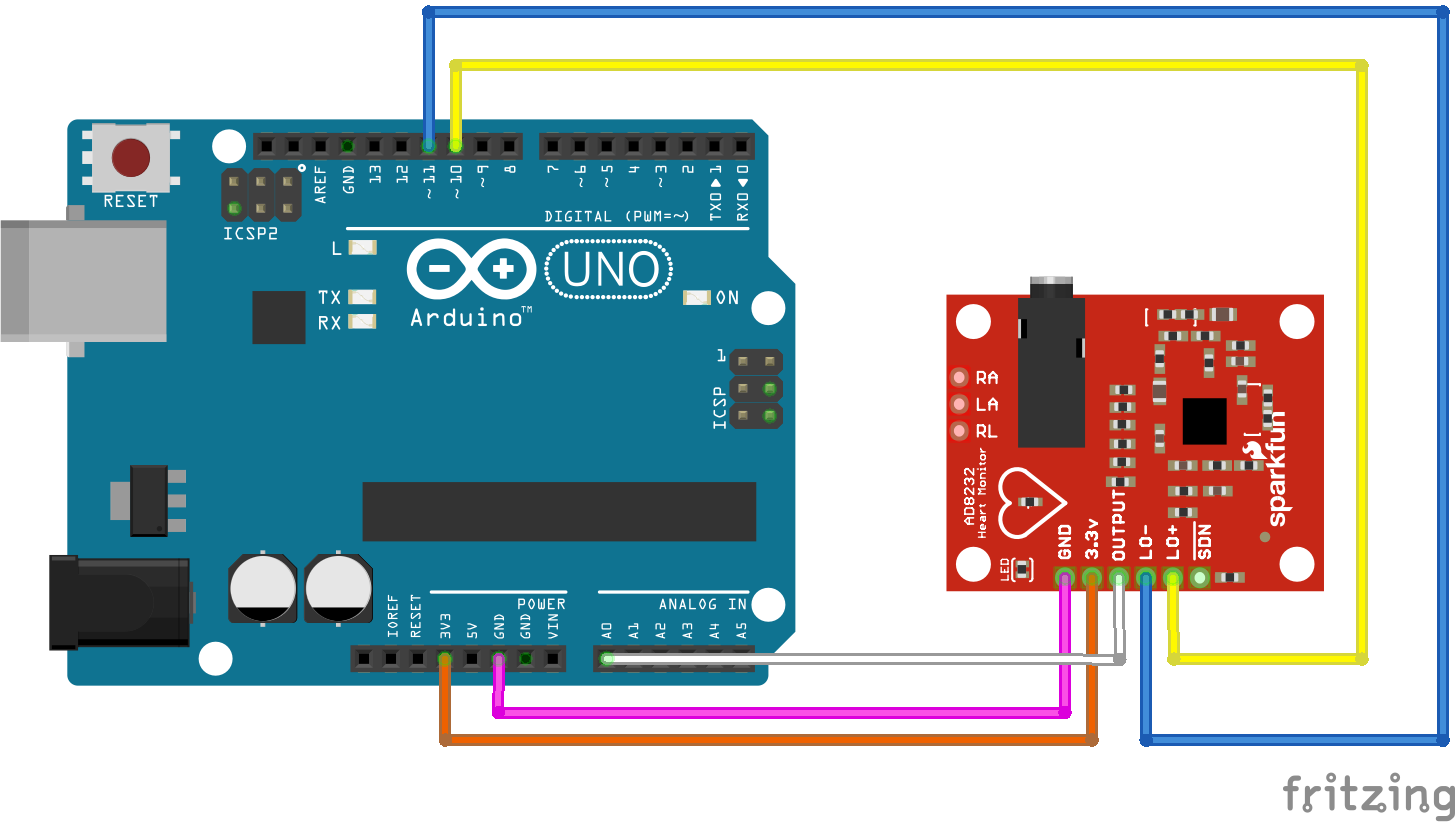 RESET
ICSP2
AREF
GND
13
12
~11
~10
~9
8
7
~6
~5
4
~3
2
TX0▶1
RX0◀0
DIGITAL (PWM=~)
L
TX
RX
Arduino™
UNO
ON
1
ICSP
IOREF
RESET
3V3
5V
GND
GND
VIN
POWER
ANALOG IN
A0
A1
A2
A3
A4
A5
RA
LA
RL
AD8232
Heart Monitor
LED
GND
3.3v
OUTPUT
LO-
LO+
SDN
sparkfun
fritzing